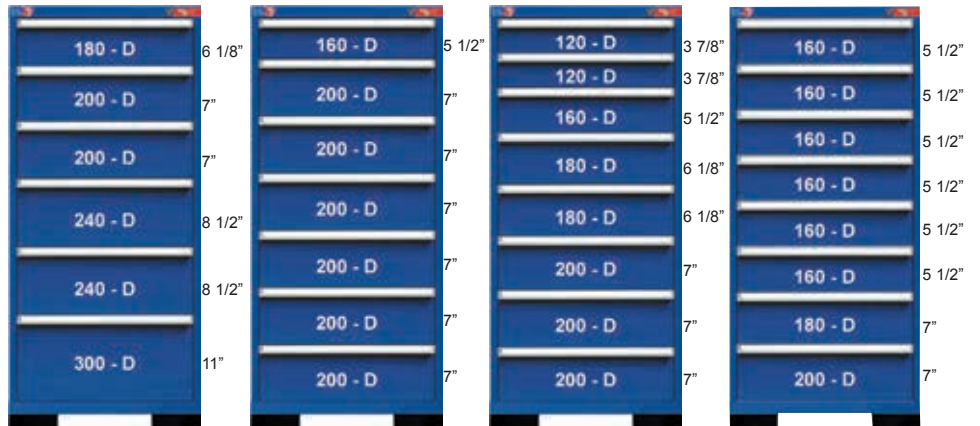 180 - D 6 1/8”
200 - D 7”
200 - D 7”
240 - D 8 1/2”
240 - D 8 1/2”
300 - D 11”
160 - D 5 1/2”
200 - D 7”
200 - D 7”
200 - D 7”
200 - D 7”
200 - D 7”
200 - D 7”
120 - D 3 7/8”
120 - D 3 7/8”
160 - D 5 1/2”
180 - D 6 1/8”
180 - D 6 1/8”
200 - D 7”
200 - D 7”
200 - D 7”
160 - D 5 1/2”
160 - D 5 1/2”
160 - D 5 1/2”
160 - D 5 1/2”
160 - D 5 1/2”
160 - D 5 1/2”
180 - D 7”
200 - D 7”